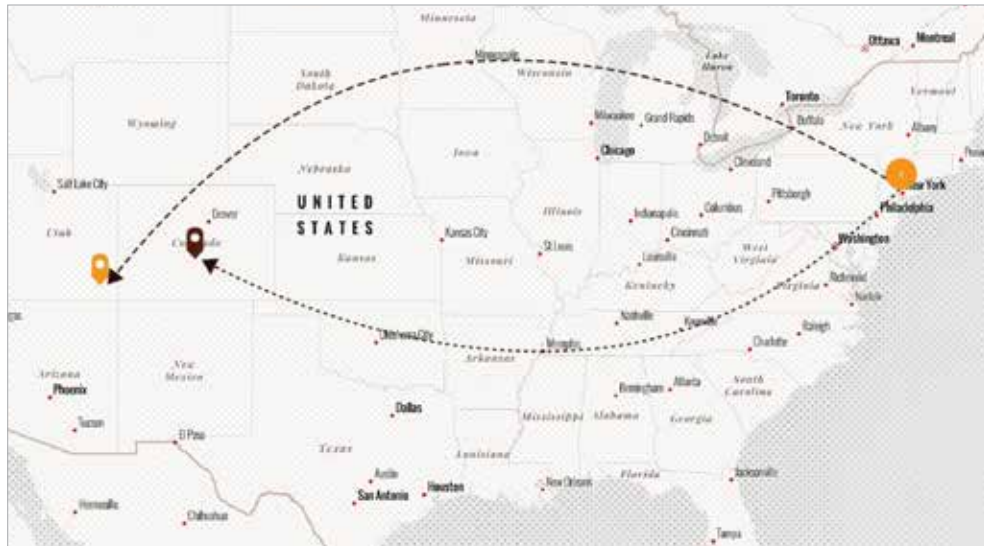 Minnesota
Ottawa
Montreal
Minneapolis
Wisconsin
Lake
Huron
South
Dakota
Vermont
Toronto
Wyoming
Milwaukee
Grand Rapids
Buffalo
New York
Albany
Detroit
Iowa
Chicago
Nebraska
Cleveland
Salt Lake City
New York
UNITED
STATES
Pittsburgh
Illinois
Indianapolis
Columbus
Philadelphia
Denver
Utah
Colorado
Kansas City
Cincinnati
Washington
St Louis
West
Virginia
Kansas
Missouri
Louisville
Richmond
Kentucky
Virginia
Norfolk
Nashville
Knoxville
Raleigh
Oklahoma City
Memphis
Charlotte
Arkansas
New
Mexico
Arizona
Phoenix
South
Carolina
Birmingham
Atlanta
Dallas
Mississippi
Alabama
Georgia
Tucson
El Paso
Texas
Louisiana
Austin
Florida
Jacksonville
San Antonio
Houston
New Orleans
Hermosillo
Chihuahua
Tampa